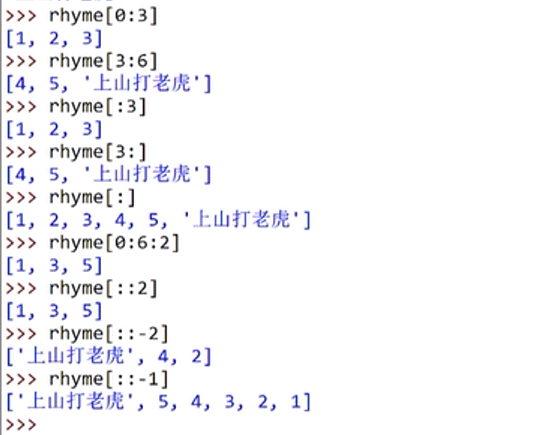 >>> rhyme[0:3]
[1, 2, 3]
>>> rhyme[3:6]
[4, 5, '上山打老虎']
>>> rhyme[:3]
[1, 2, 3]
>>> rhyme[3:]
[4, 5, '上山打老虎']
>>> rhyme[:]
[1, 2, 3, 4, 5, '上山打老虎']
>>> rhyme[0:6:2]
[1, 3, 5]
>>> rhyme[::2]
[1, 3, 5]
>>> rhyme[::-2]
['上山打老虎', 4, 2]
>>> rhyme[::-1]
['上山打老虎', 5, 4, 3, 2, 1]
>>>